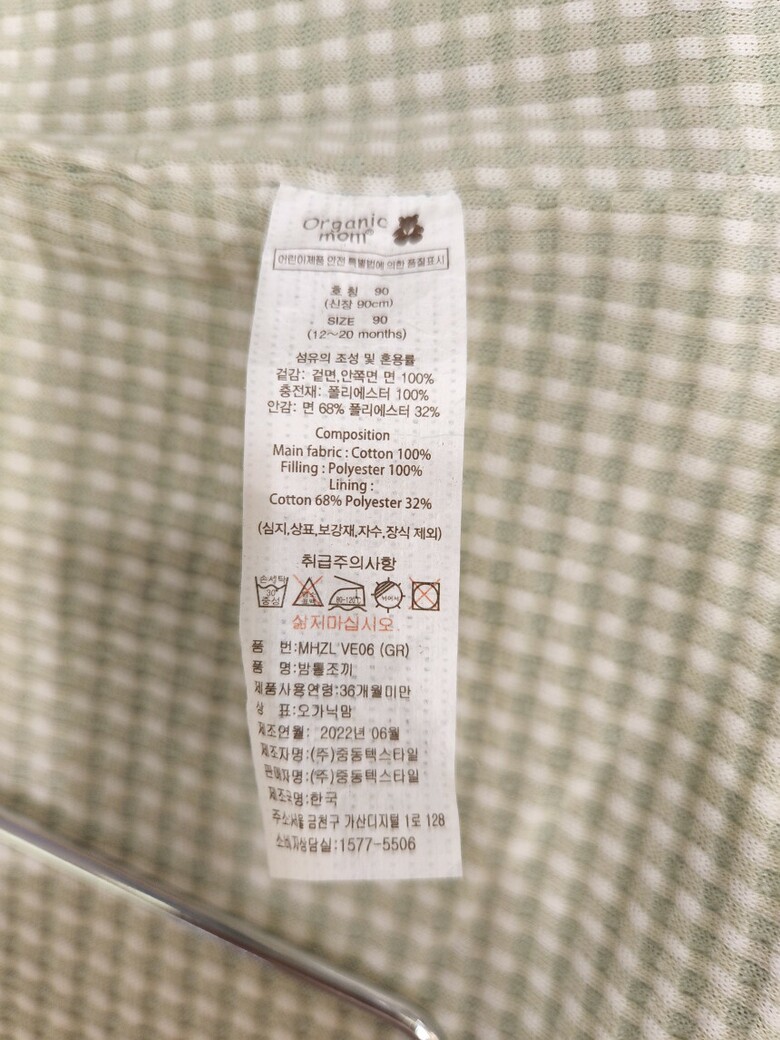 Organic
mom
어린이제품 안전 특별법에 의한 품질표시
호 칭 90
(신장 90cm)
SIZE 90
(12~20 months)
섬유의 조성 및 혼용률
겉감: 겉면,안쪽면 면 100%
충전재: 폴리에스터 100%
안감: 면 68% 폴리에스터 32%
Composition
Main fabric : Cotton 100%
Filling : Polyester 100%
Lining :
Cotton 68% Polyester 32%
(심지,상표,보강재,자수,장식 제외)
취급주의사항
손세탁
30°
중성
80~120°C
삶지마십시오
품 번:MHZL VE06 (GR)
품 명:밤톨조끼
제품사용연령:36개월미만
상 표:오가닉맘
제조연월: 2022년 06월
제조자명:(주)중동텍스타일
판매자명:(주)중동텍스타일
제조국명:한국
주소:서울 금천구 가산디지털 1로 128
소비자상담실:1577-5506